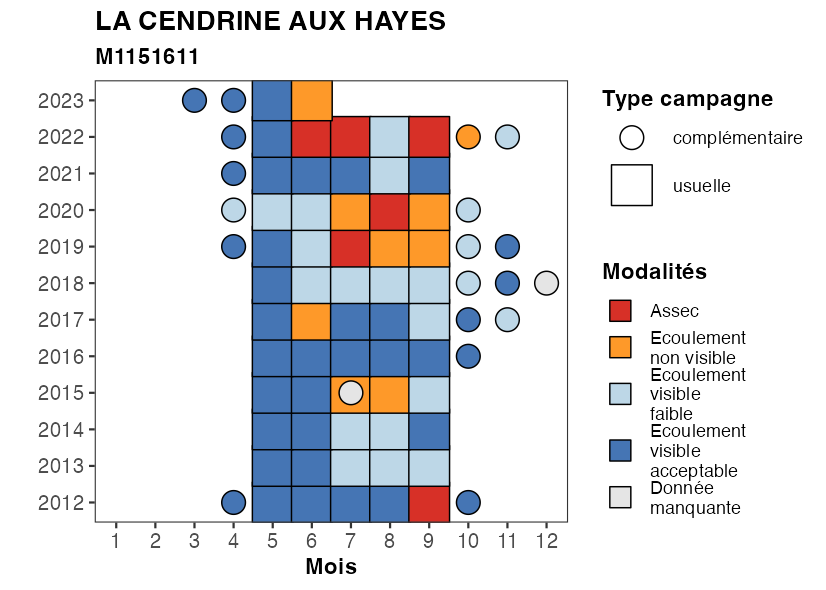 LA CENDRINE AUX HAYES
M1151611
2023
2022
2021
2020
2019
2018
2017
2016
2015
2014
2013
2012
1 2 3 4 5 6 7 8 9 10 11 12
Mois
Type campagne
complémentaire
usuelle
Modalités
Assec
Ecoulement
non visible
Ecoulement
visible
faible
Ecoulement
visible
acceptable
Donnée
manquante